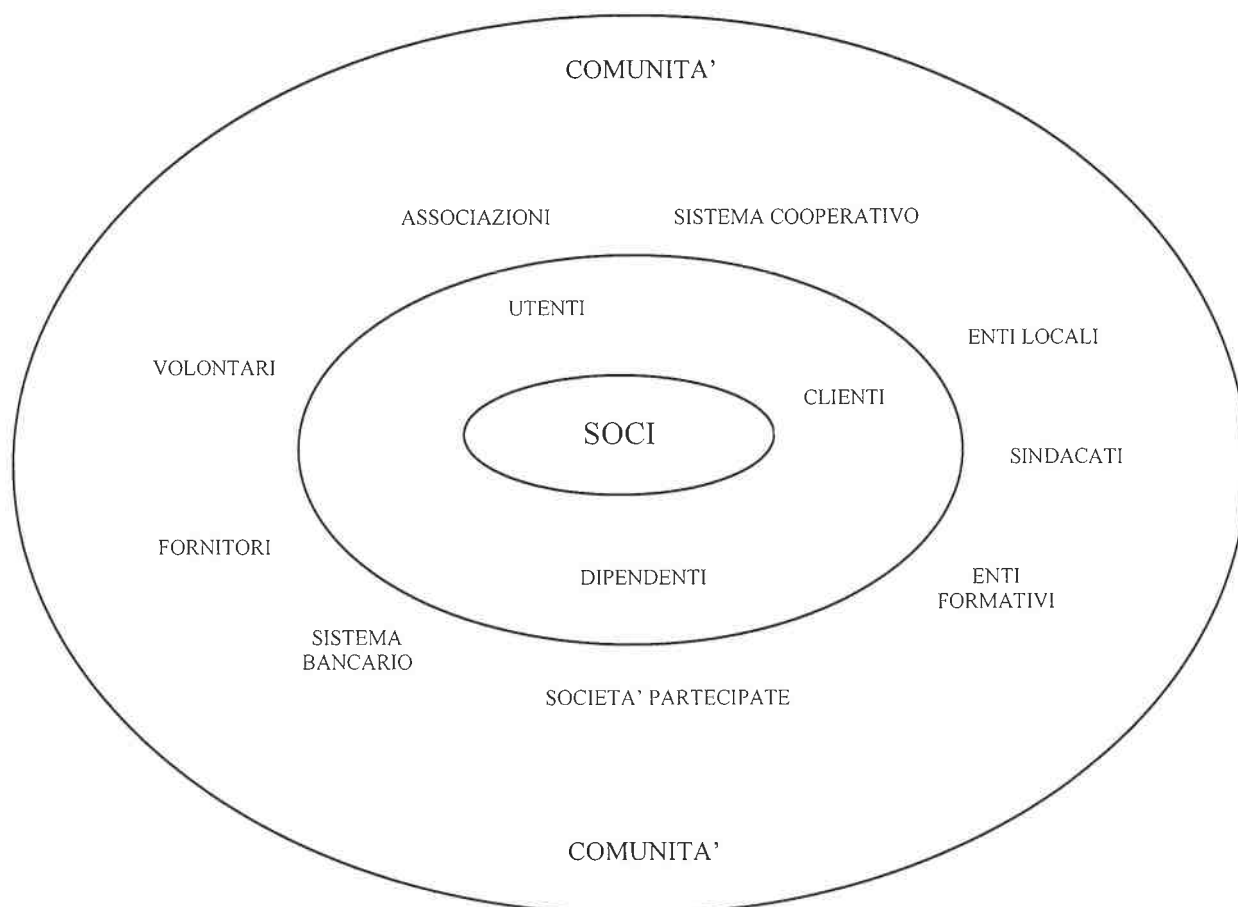 COMUNITA’
ASSOCIAZIONI
SISTEMA COOPERATIVO
UTENTI
ENTI LOCALI
VOLONTARI
CLIENTI
SOCI
SINDACATI
FORNITORI
DIPENDENTI
ENTI
FORMATIVI
SISTEMA
BANCARIO
SOCIETA’ PARTECIPATE
COMUNITA’